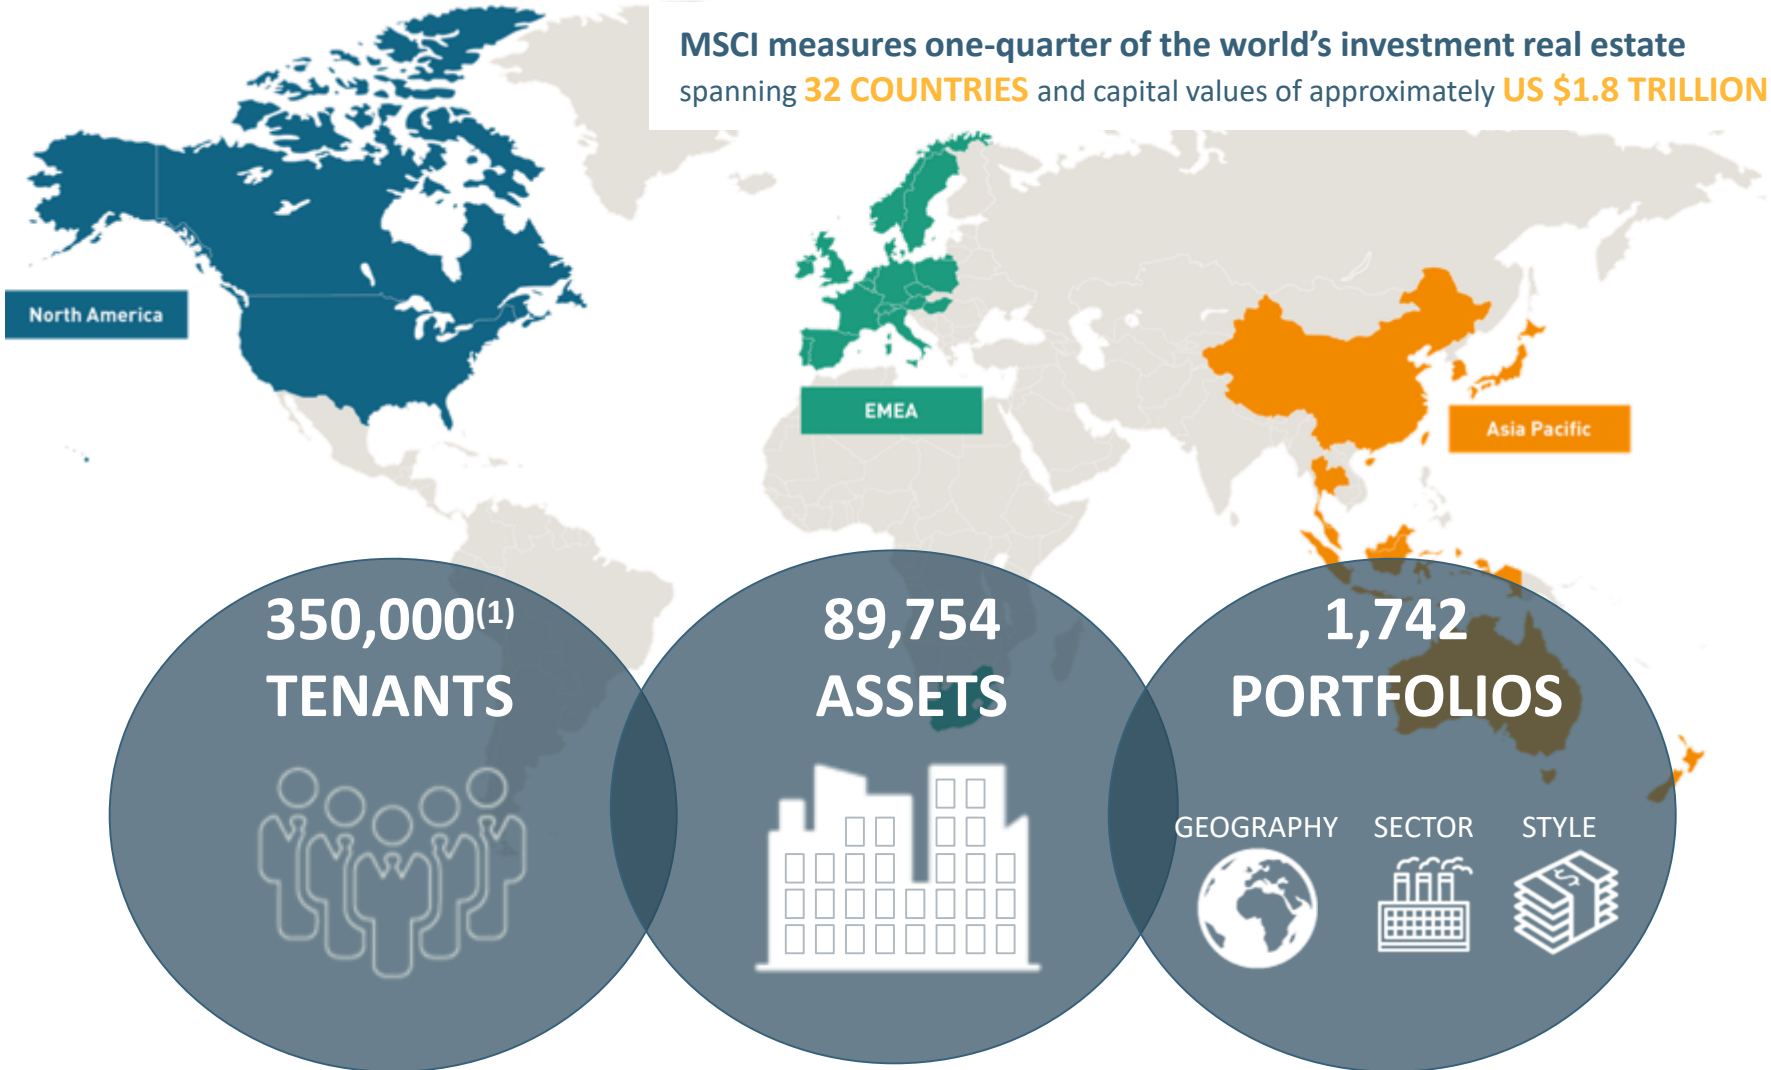 MSCI measures one-quarter of the world’s investment real estate
spanning 32 COUNTRIES and capital values of approximately US $1.8 TRILLION
North America
EMEA
Asia Pacific
350,000(1)
TENANTS
89,754
ASSETS
1,742
PORTFOLIOS
GEOGRAPHY SECTOR STYLE